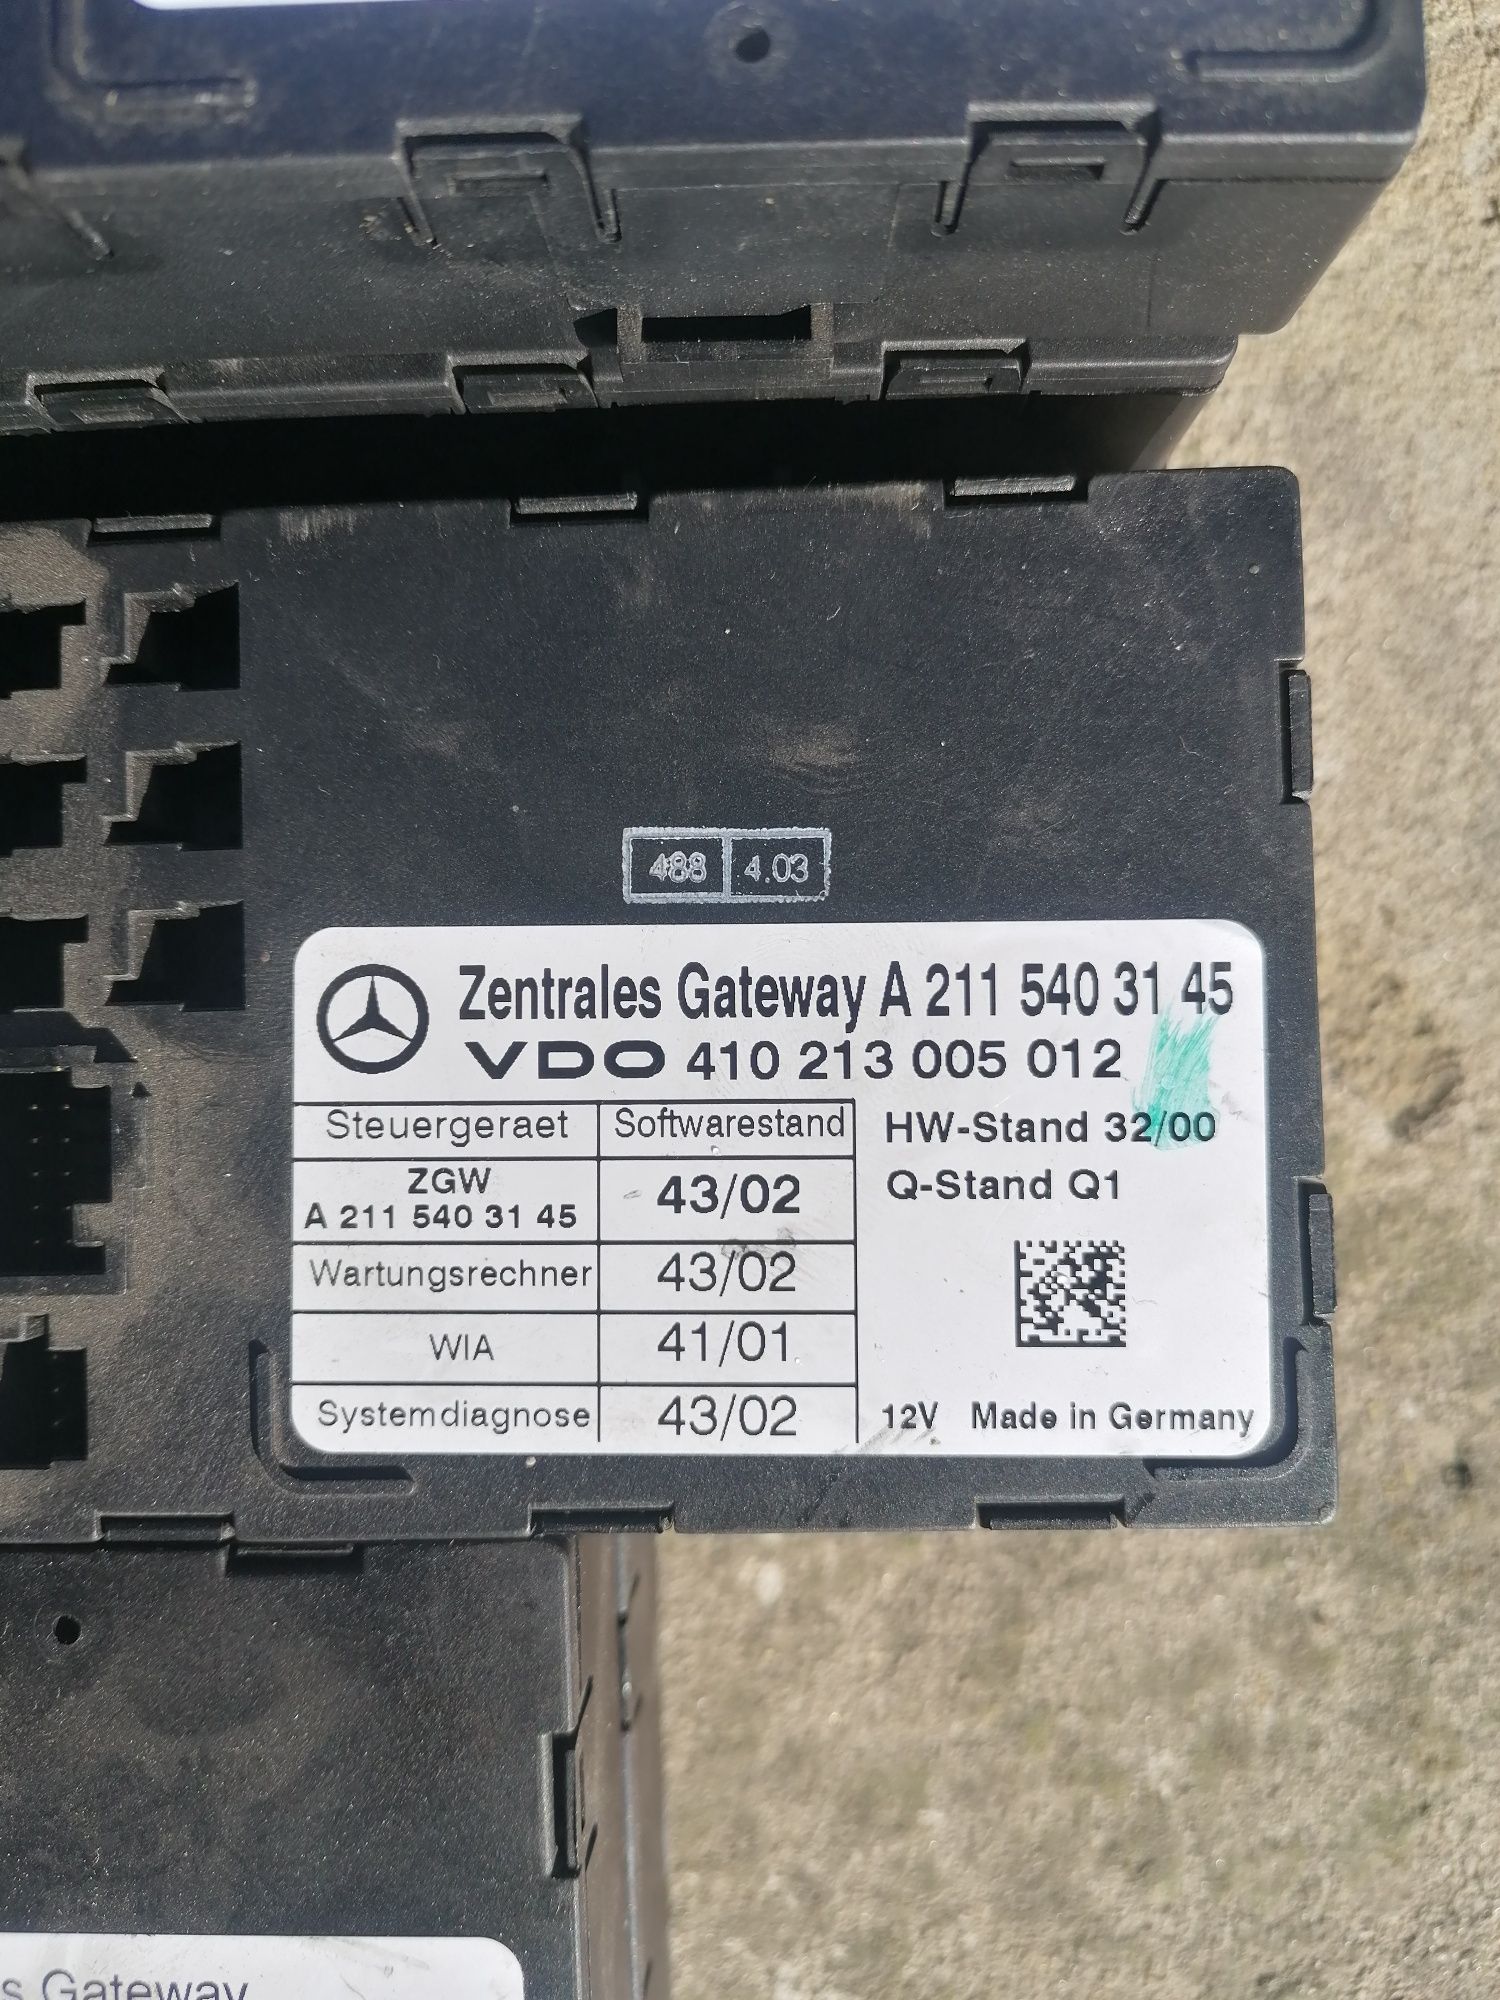 488 4.03
Zentrales Gateway A 211 540 31 45
VDO 410 213 005 012
Steuergeraet Softwarestand HW-Stand 32/00
ZGW
A 211 540 31 45 43/02 Q-Stand Q1
Wartungsrechner 43/02
WIA 41/01
Systemdiagnose 43/02 12V Made in Germany
s Gateway